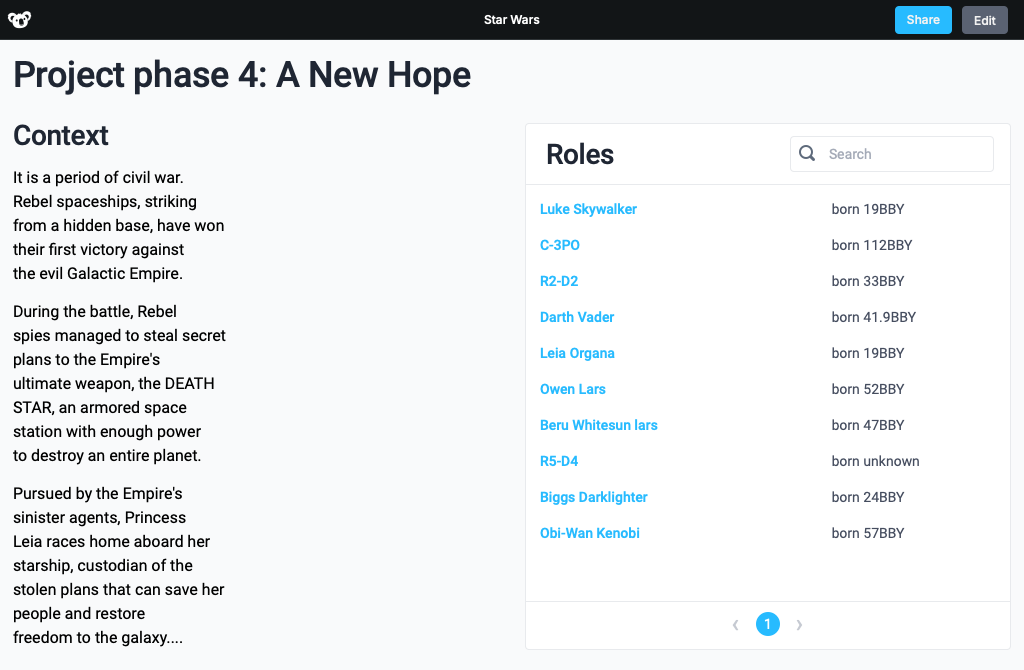 Star Wars
Share
Edit
Project phase 4: A New Hope
Context
It is a period of civil war.
Rebel spaceships, striking
from a hidden base, have won
their first victory against
the evil Galactic Empire.
During the battle, Rebel
spies managed to steal secret
plans to the Empire's
ultimate weapon, the DEATH
STAR, an armored space
station with enough power
to destroy an entire planet.
Pursued by the Empire's
sinister agents, Princess
Leia races home aboard her
starship, custodian of the
stolen plans that can save her
people and restore
freedom to the galaxy....
Roles
Search
Luke Skywalker born 19BBY
C-3PO born 112BBY
R2-D2 born 33BBY
Darth Vader born 41.9BBY
Leia Organa born 19BBY
Owen Lars born 52BBY
Beru Whitesun lars born 47BBY
R5-D4 born unknown
Biggs Darklighter born 24BBY
Obi-Wan Kenobi born 57BBY
‹ 1 ›